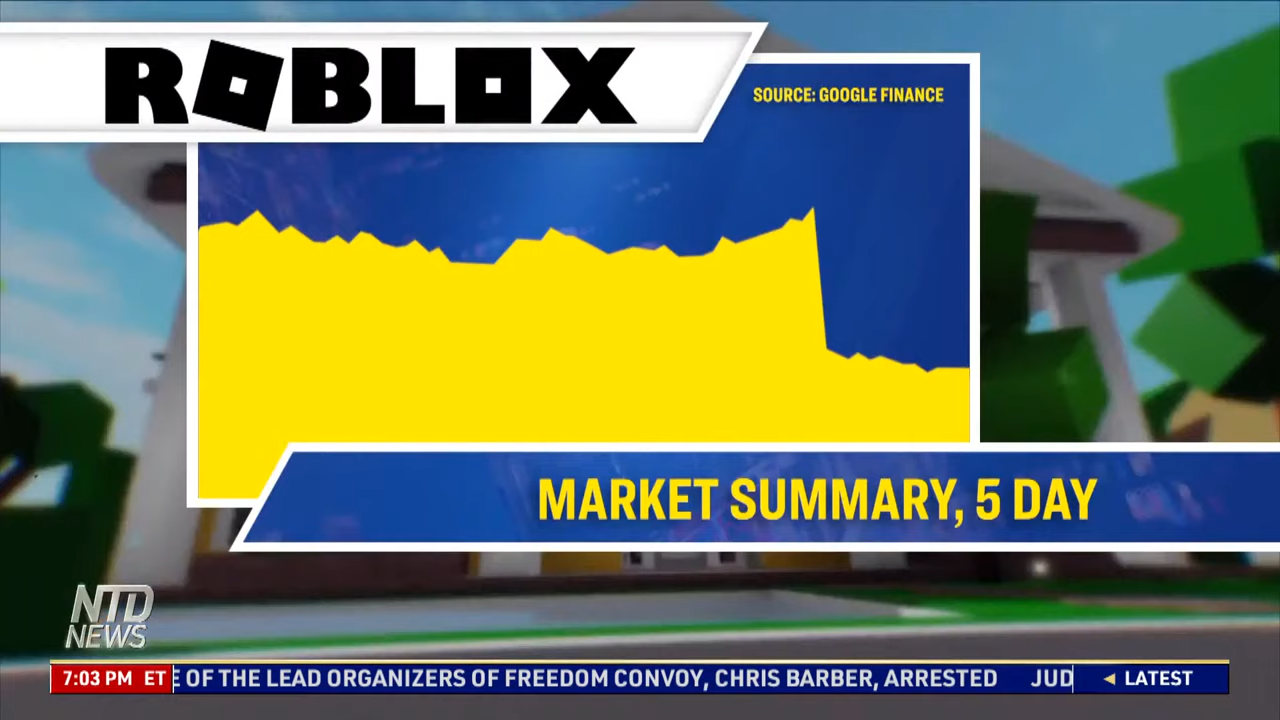 ROBLOX
SOURCE: GOOGLE FINANCE
MARKET SUMMARY, 5 DAY
NTD
NEWS
7:03 PM ET E OF THE LEAD ORGANIZERS OF FREEDOM CONVOY, CHRIS BARBER, ARRESTED JUD ◄ LATEST